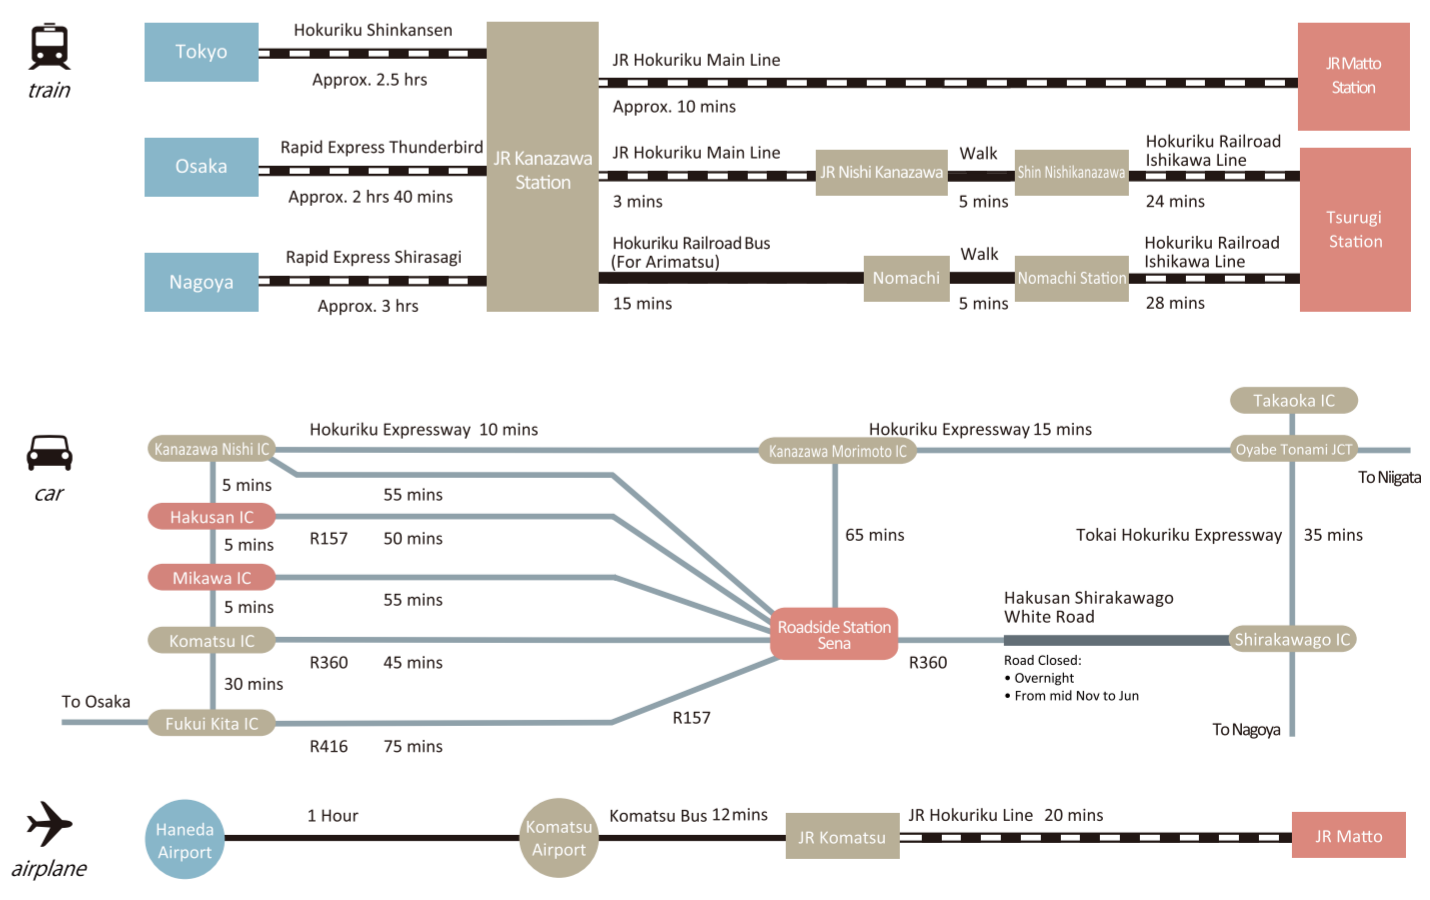 train
Tokyo
Hokuriku Shinkansen
Approx. 2.5 hrs
Osaka
Rapid Express Thunderbird
Approx. 2 hrs 40 mins
Nagoya
Rapid Express Shirasagi
Approx. 3 hrs
JR Kanazawa
Station
JR Hokuriku Main Line
Approx. 10 mins
JR Matto
Station
JR Hokuriku Main Line
3 mins
JR Nishi Kanazawa
Walk
5 mins
Shin Nishikanazawa
Hokuriku Railroad
Ishikawa Line
24 mins
Hokuriku Railroad Bus
(For Arimatsu)
15 mins
Nomachi
Walk
5 mins
Nomachi Station
Hokuriku Railroad
Ishikawa Line
28 mins
Tsurugi
Station
car
Kanazawa Nishi IC
Hokuriku Expressway 10 mins
Kanazawa Morimoto IC
Hokuriku Expressway 15 mins
Takaoka IC
Oyabe Tonami JCT
To Niigata
5 mins
55 mins
Hakusan IC
R157 50 mins
5 mins
Mikawa IC
55 mins
5 mins
Komatsu IC
R360 45 mins
30 mins
To Osaka
Fukui Kita IC
R416 75 mins
R157
65 mins
Roadside Station
Sena
R360
Hakusan Shirakawago
White Road
Road Closed:
• Overnight
• From mid Nov to Jun
Tokai Hokuriku Expressway
35 mins
Shirakawago IC
To Nagoya
airplane
Haneda
Airport
1 Hour
Komatsu
Airport
Komatsu Bus 12mins
JR Komatsu
JR Hokuriku Line 20 mins
JR Matto